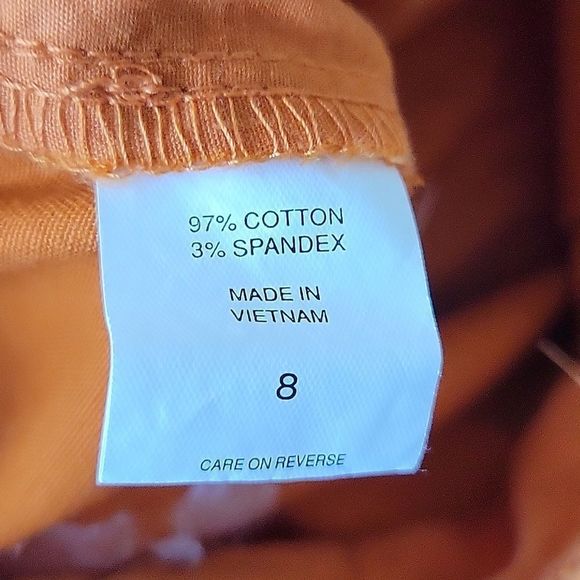 97% COTTON
3% SPANDEX
MADE IN
VIETNAM
8
CARE ON REVERSE